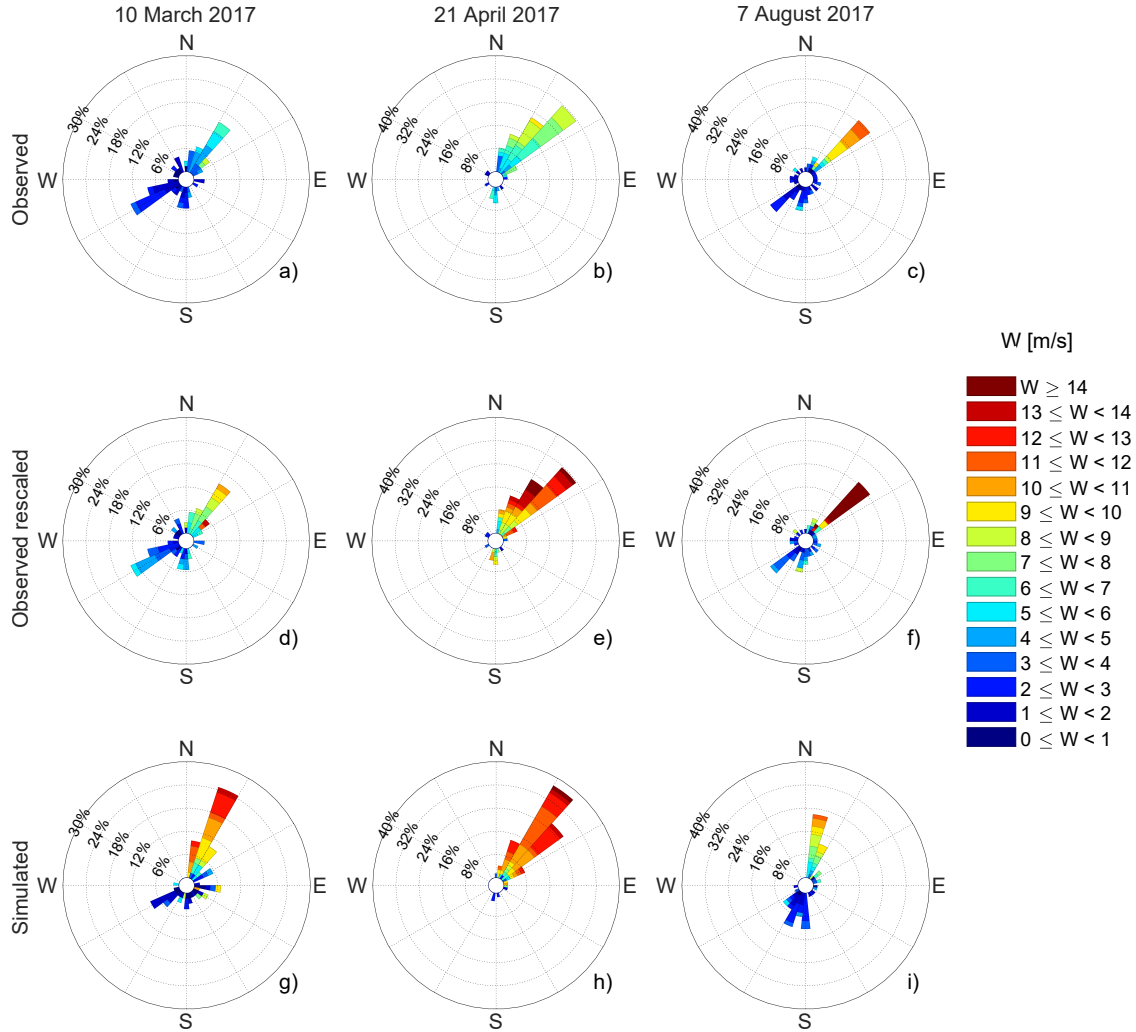 10 March 2017
21 April 2017
7 August 2017
Observed
N
30%
24%
18%
12%
6%
W
E
S
a)
N
40%
32%
24%
16%
8%
W
E
S
b)
N
40%
32%
24%
16%
8%
W
E
S
c)
Observed rescaled
N
30%
24%
18%
12%
6%
W
E
S
d)
N
40%
32%
24%
16%
8%
W
E
S
e)
N
40%
32%
24%
16%
8%
W
E
S
f)
W [m/s]
W ≥ 14
13 ≤ W < 14
12 ≤ W < 13
11 ≤ W < 12
10 ≤ W < 11
9 ≤ W < 10
8 ≤ W < 9
7 ≤ W < 8
6 ≤ W < 7
5 ≤ W < 6
4 ≤ W < 5
3 ≤ W < 4
2 ≤ W < 3
1 ≤ W < 2
0 ≤ W < 1
Simulated
N
30%
24%
18%
12%
6%
W
E
S
g)
N
40%
32%
24%
16%
8%
W
E
S
h)
N
40%
32%
24%
16%
8%
W
E
S
i)